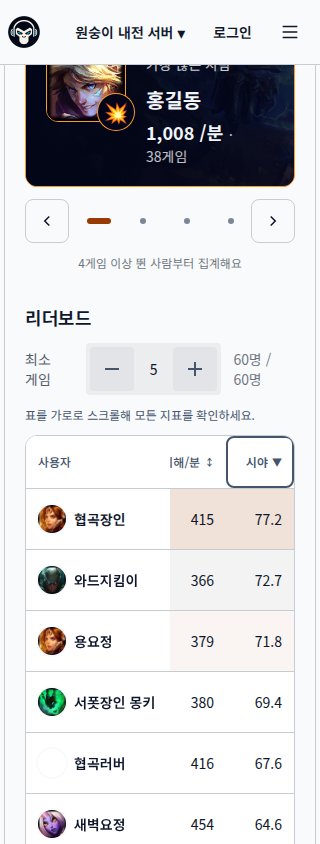 원숭이 내전 서버 ▼
로그인
홍길동
1,008 /분 ·
38게임
4게임 이상 뛴 사람부터 집계해요
리더보드
최소
게임
5
60명 /
60명
표를 가로로 스크롤해 모든 지표를 확인하세요.
사용자 해/분 ↕ 시야 ▼
협곡장인 415 77.2
와드지킴이 366 72.7
용요정 379 71.8
서폿장인 몽키 380 69.4
협곡러버 416 67.6
새벽요정 454 64.6